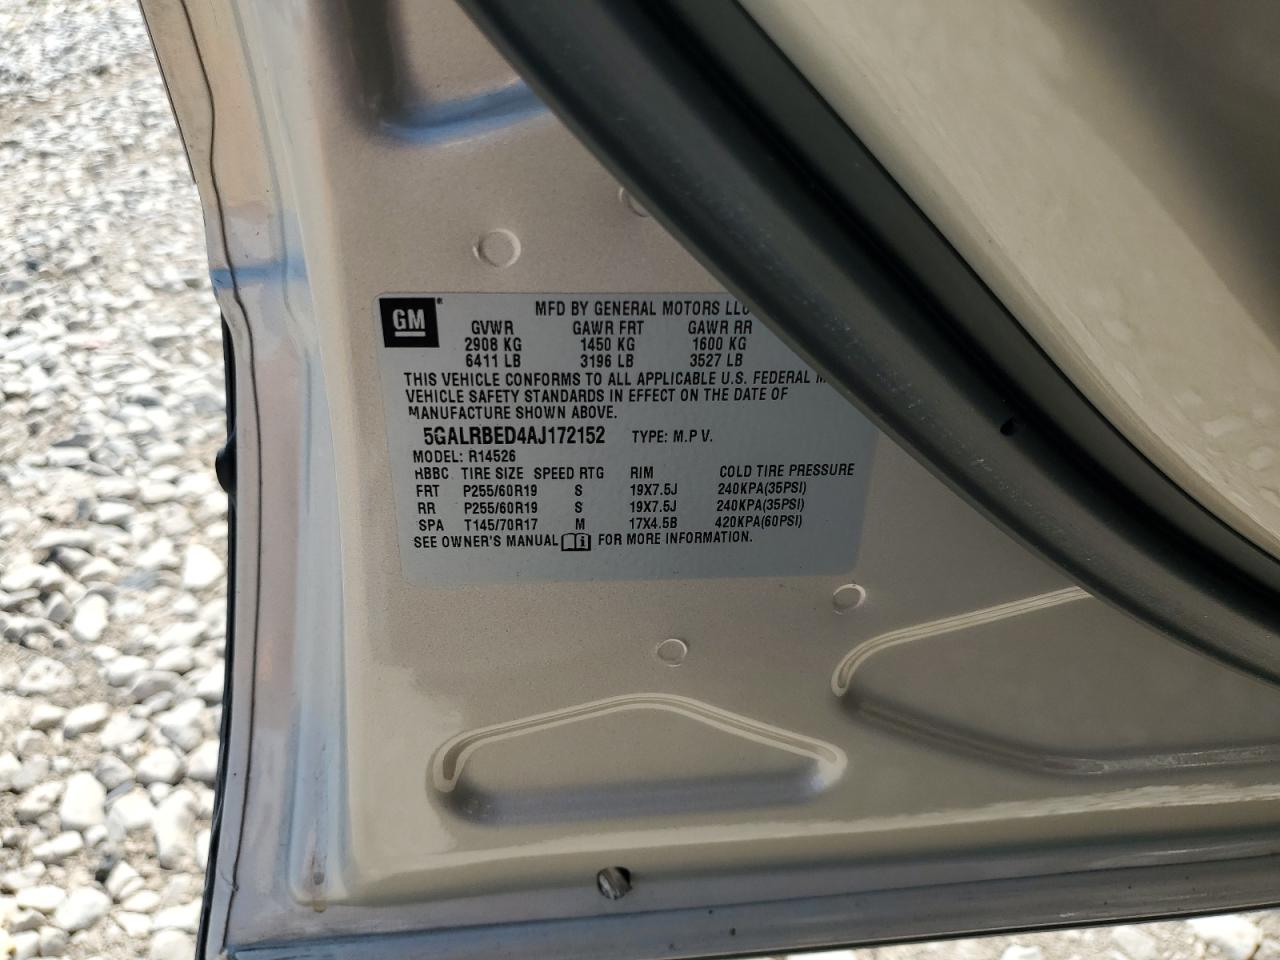 GM MFD BY GENERAL MOTORS LLC
GVWR GAWR FRT GAWR RR
2908 KG 1450 KG 1600 KG
6411 LB 3196 LB 3527 LB
THIS VEHICLE CONFORMS TO ALL APPLICABLE U.S. FEDERAL
VEHICLE SAFETY STANDARDS IN EFFECT ON THE DATE OF
MANUFACTURE SHOWN ABOVE.
5GALRBED4AJ172152 TYPE: M.P.V.
MODEL: R14526
HBBC TIRE SIZE SPEED RTG RIM COLD TIRE PRESSURE
FRT P255/60R19 S 19X7.5J 240KPA(35PSI)
RR P255/60R19 S 19X7.5J 240KPA(35PSI)
SPA T145/70R17 M 17X4.5B 420KPA(60PSI)
SEE OWNER'S MANUAL FOR MORE INFORMATION.